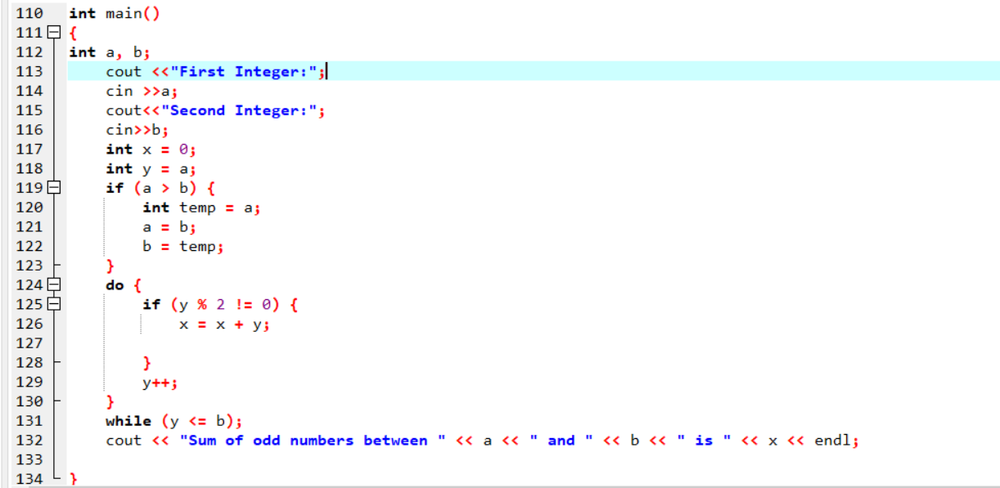 110 int main()
111 {
112 int a, b;
113     cout <<"First Integer:";
114     cin >>a;
115     cout<<"Second Integer:";
116     cin>>b;
117     int x = 0;
118     int y = a;
119     if (a > b) {
120         int temp = a;
121         a = b;
122         b = temp;
123     }
124     do {
125         if (y % 2 != 0) {
126             x = x + y;
127
128         }
129         y++;
130     }
131     while (y <= b);
132     cout << "Sum of odd numbers between " << a << " and " << b << " is " << x << endl;
133
134 }